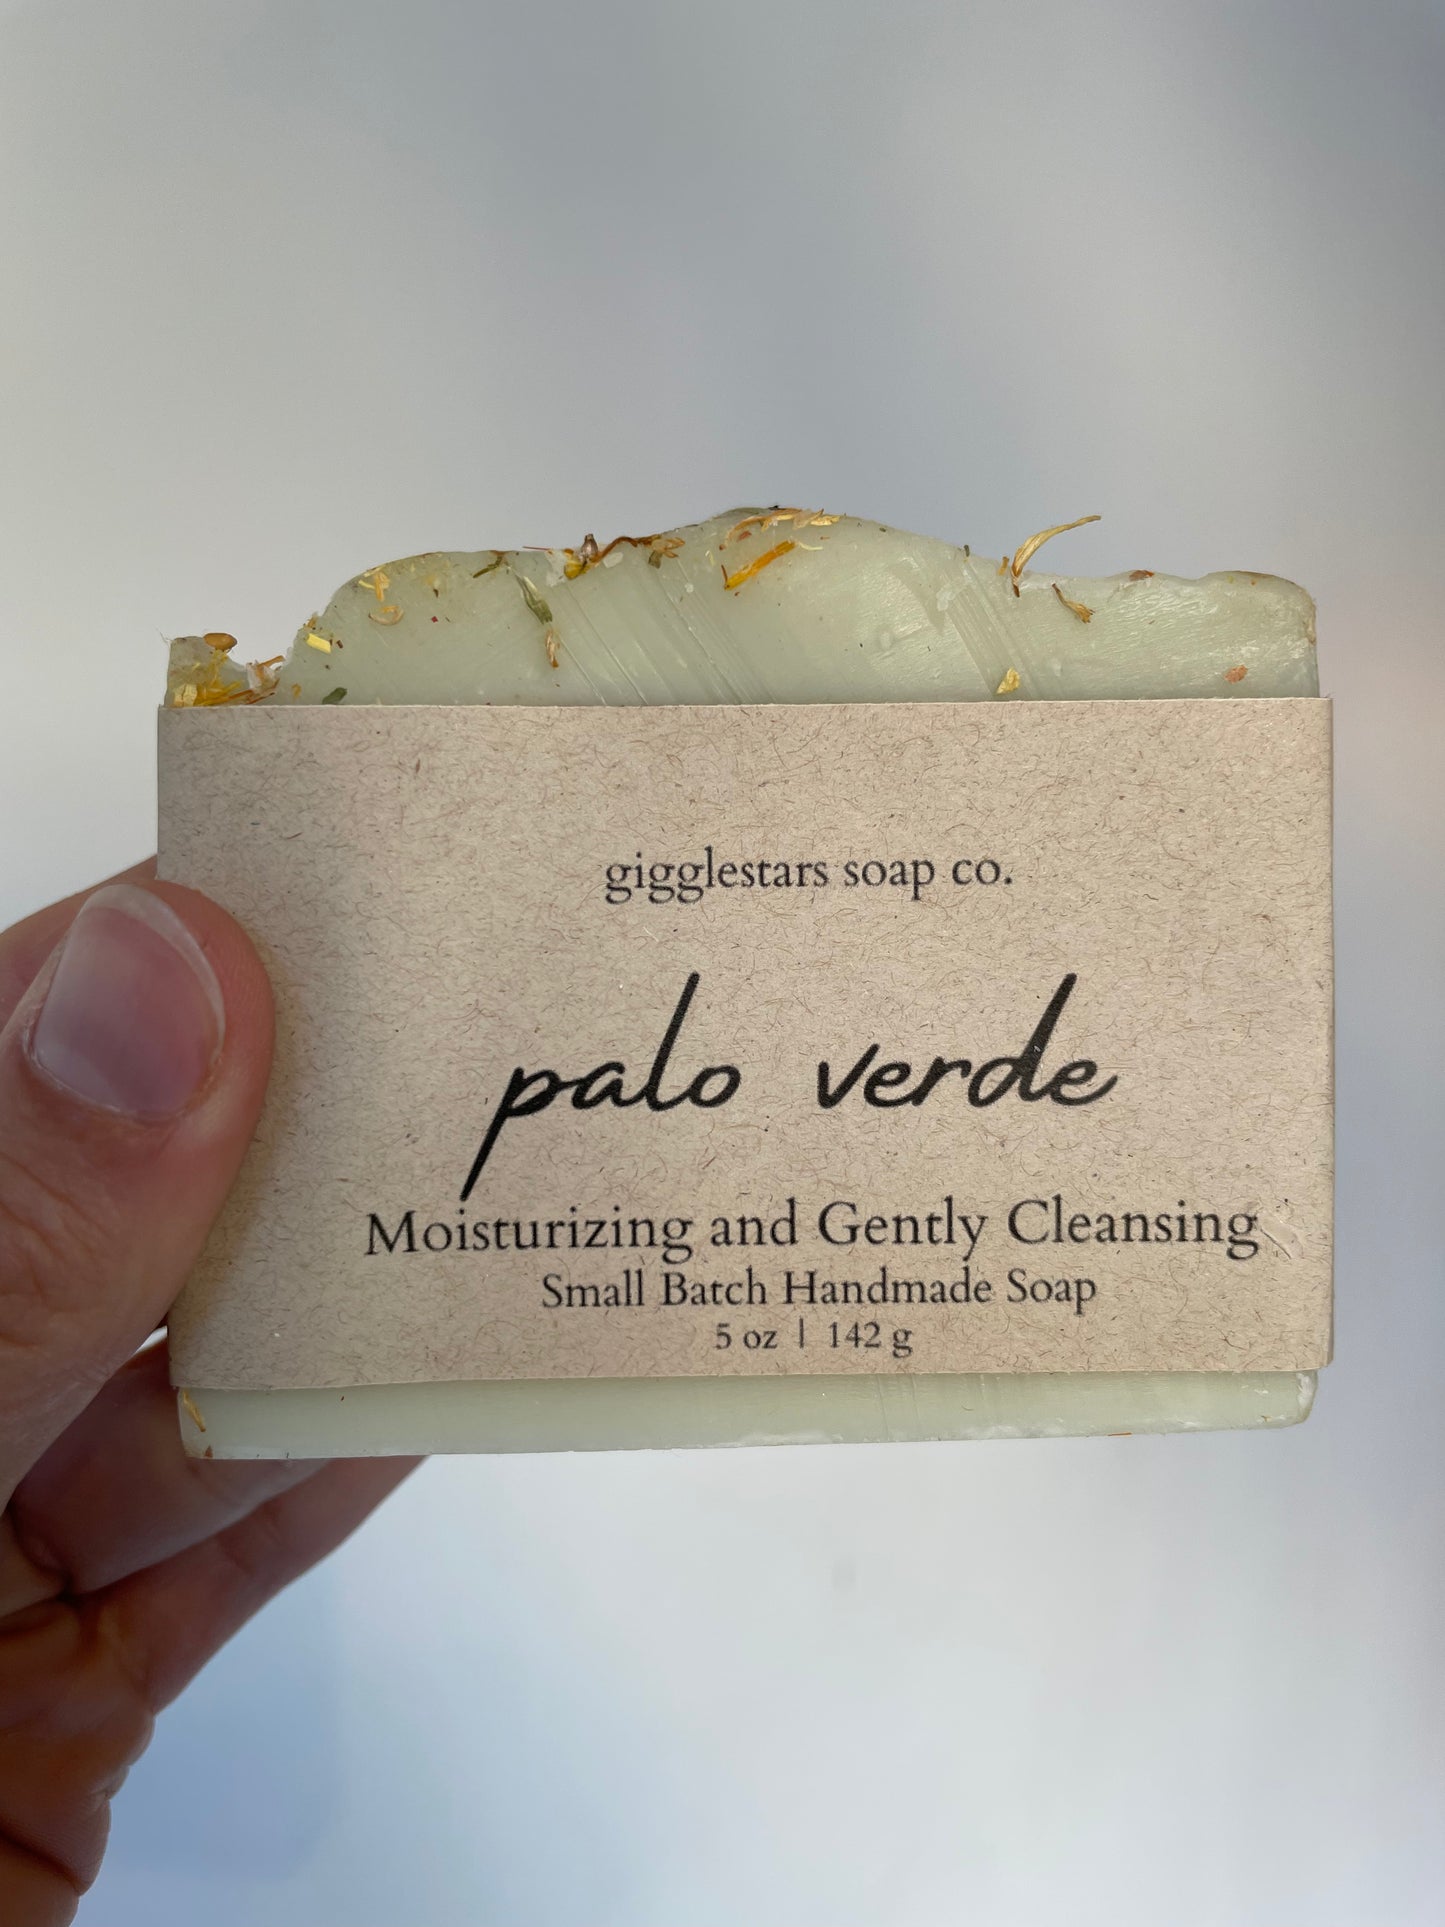 gigglestars soap co.
palo verde
Moisturizing and Gently Cleansing
Small Batch Handmade Soap
5 oz | 142 g